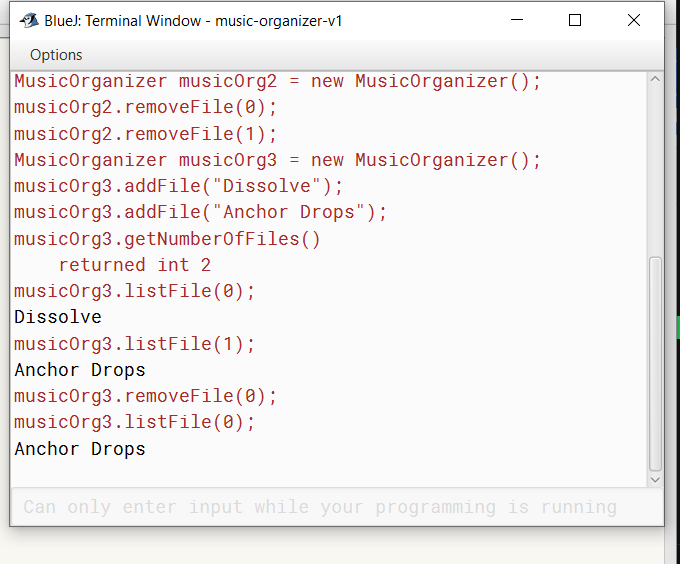 BlueJ: Terminal Window - music-organizer-v1
Options
MusicOrganizer musicOrg2 = new MusicOrganizer();
musicOrg2.removeFile(0);
musicOrg2.removeFile(1);
MusicOrganizer musicOrg3 = new MusicOrganizer();
musicOrg3.addFile("Dissolve");
musicOrg3.addFile("Anchor Drops");
musicOrg3.getNumberOfFiles()
    returned int 2
musicOrg3.listFile(0);
Dissolve
musicOrg3.listFile(1);
Anchor Drops
musicOrg3.removeFile(0);
musicOrg3.listFile(0);
Anchor Drops
Can only enter input while your programming is running